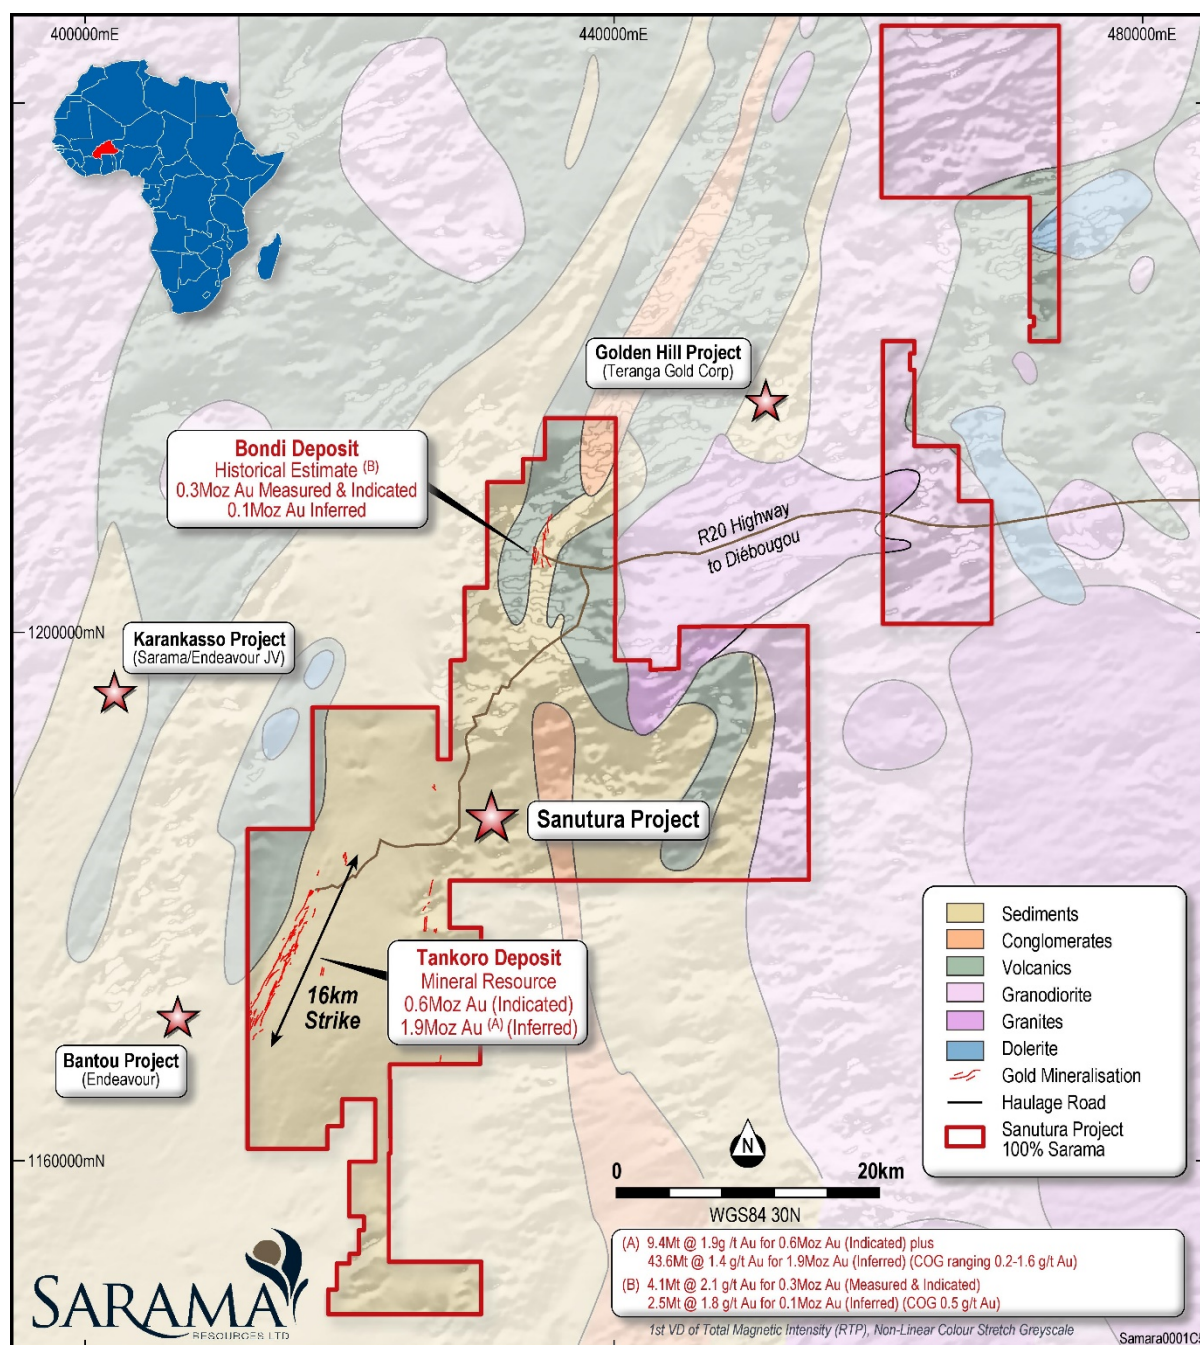 400000mE
440000mE
480000mE
Golden Hill Project
(Teranga Gold Corp)
Bondi Deposit
Historical Estimate (B)
0.3Moz Au Measured & Indicated
0.1Moz Au Inferred
R20 Highway
to Diébougou
1200000mN
Karankasso Project
(Sarama/Endeavour JV)
Sanutura Project
Tankoro Deposit
Mineral Resource
0.6Moz Au (Indicated)
1.9Moz Au (A) (Inferred)
16km
Strike
Bantou Project
(Endeavour)
Sediments
Conglomerates
Volcanics
Granodiorite
Granites
Dolerite
Gold Mineralisation
Haulage Road
Sanutura Project
100% Sarama
1160000mN
N
0 20km
WGS84 30N
(A) 9.4Mt @ 1.9g /t Au for 0.6Moz Au (Indicated) plus
43.6Mt @ 1.4 g/t Au for 1.9Moz Au (Inferred) (COG ranging 0.2-1.6 g/t Au)
(B) 4.1Mt @ 2.1 g/t Au for 0.3Moz Au (Measured & Indicated)
2.5Mt @ 1.8 g/t Au for 0.1Moz Au (Inferred) (COG 0.5 g/t Au)
1st VD of Total Magnetic Intensity (RTP), Non-Linear Colour Stretch Greyscale
SARAMA
RESOURCES LTD
Samara0001C5